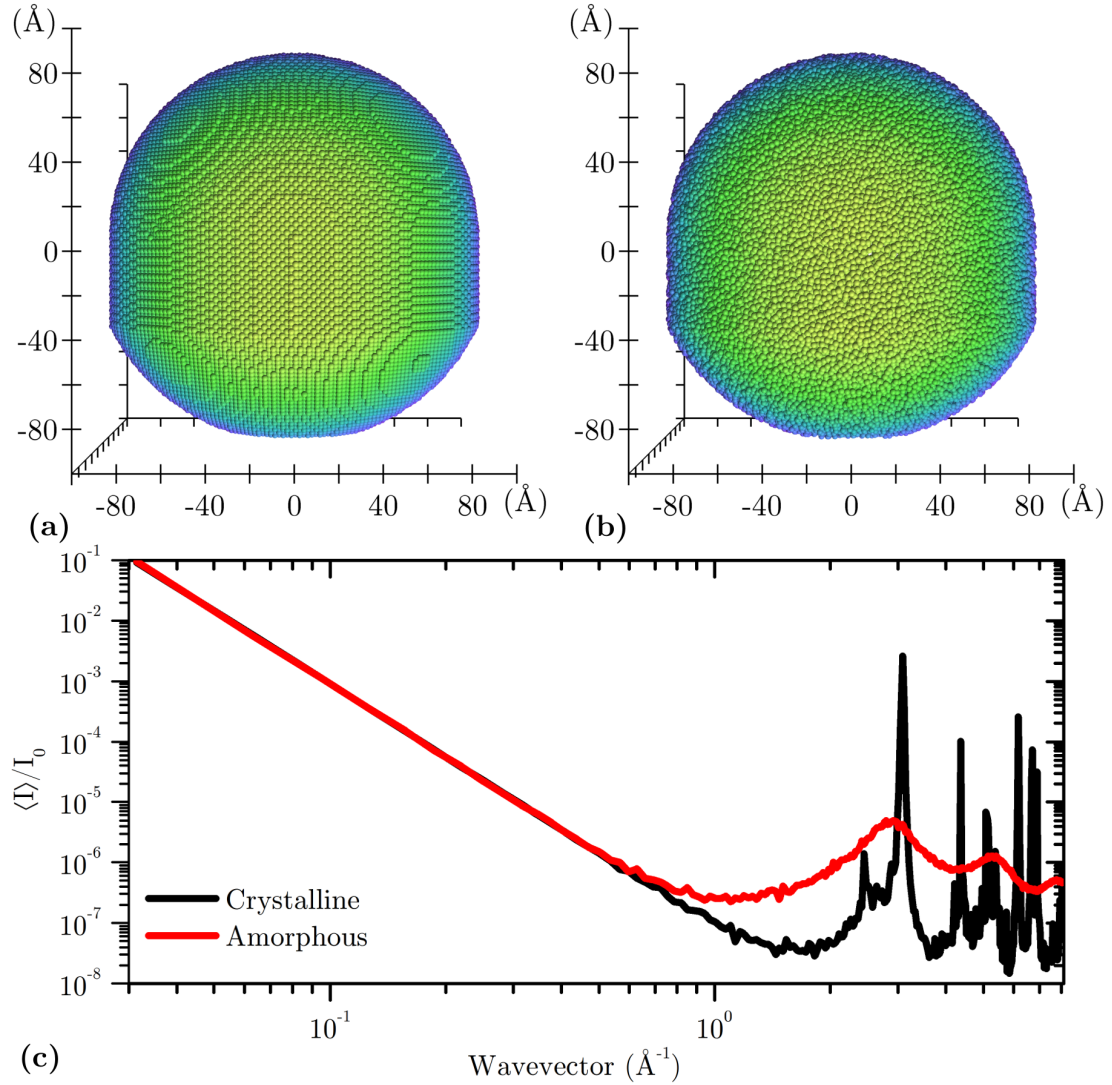 (Å) (Å)
80 80
40 40
0 0
-40 -40
-80 -80
-80 -40 0 40 80 (Å) -80 -40 0 40 80 (Å)
(a) (b)
10⁻¹
10⁻²
10⁻³
10⁻⁴
10⁻⁵
10⁻⁶
10⁻⁷
10⁻⁸
⟨I⟩/I₀
Crystalline
Amorphous
10⁻¹ 10⁰
(c) Wavevector (Å⁻¹)